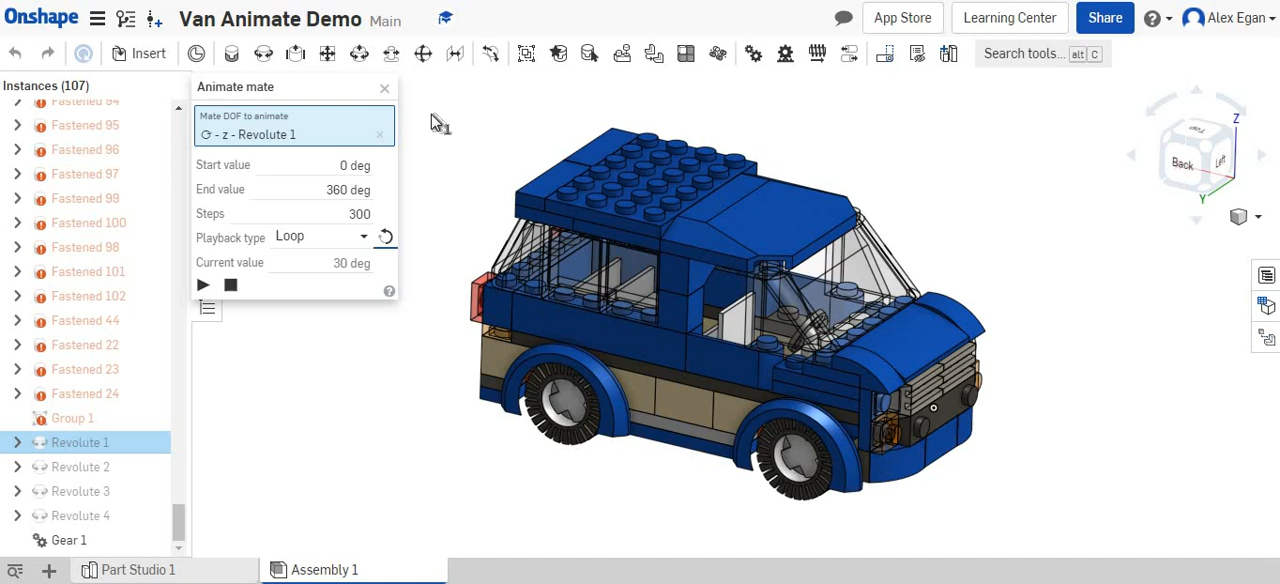 Onshape
Van Animate Demo Main
App Store
Learning Center
Share
Alex Egan
Insert
Search tools... alt C
Instances (107)
Fastened 94
Fastened 95
Fastened 96
Fastened 97
Fastened 99
Fastened 100
Fastened 98
Fastened 101
Fastened 102
Fastened 44
Fastened 22
Fastened 23
Fastened 24
Group 1
Revolute 1
Revolute 2
Revolute 3
Revolute 4
Gear 1
Animate mate
Mate DOF to animate
- z - Revolute 1
Start value 0 deg
End value 360 deg
Steps 300
Playback type Loop
Current value 30 deg
1
Top
Back
Left
Z
Y
Part Studio 1
Assembly 1